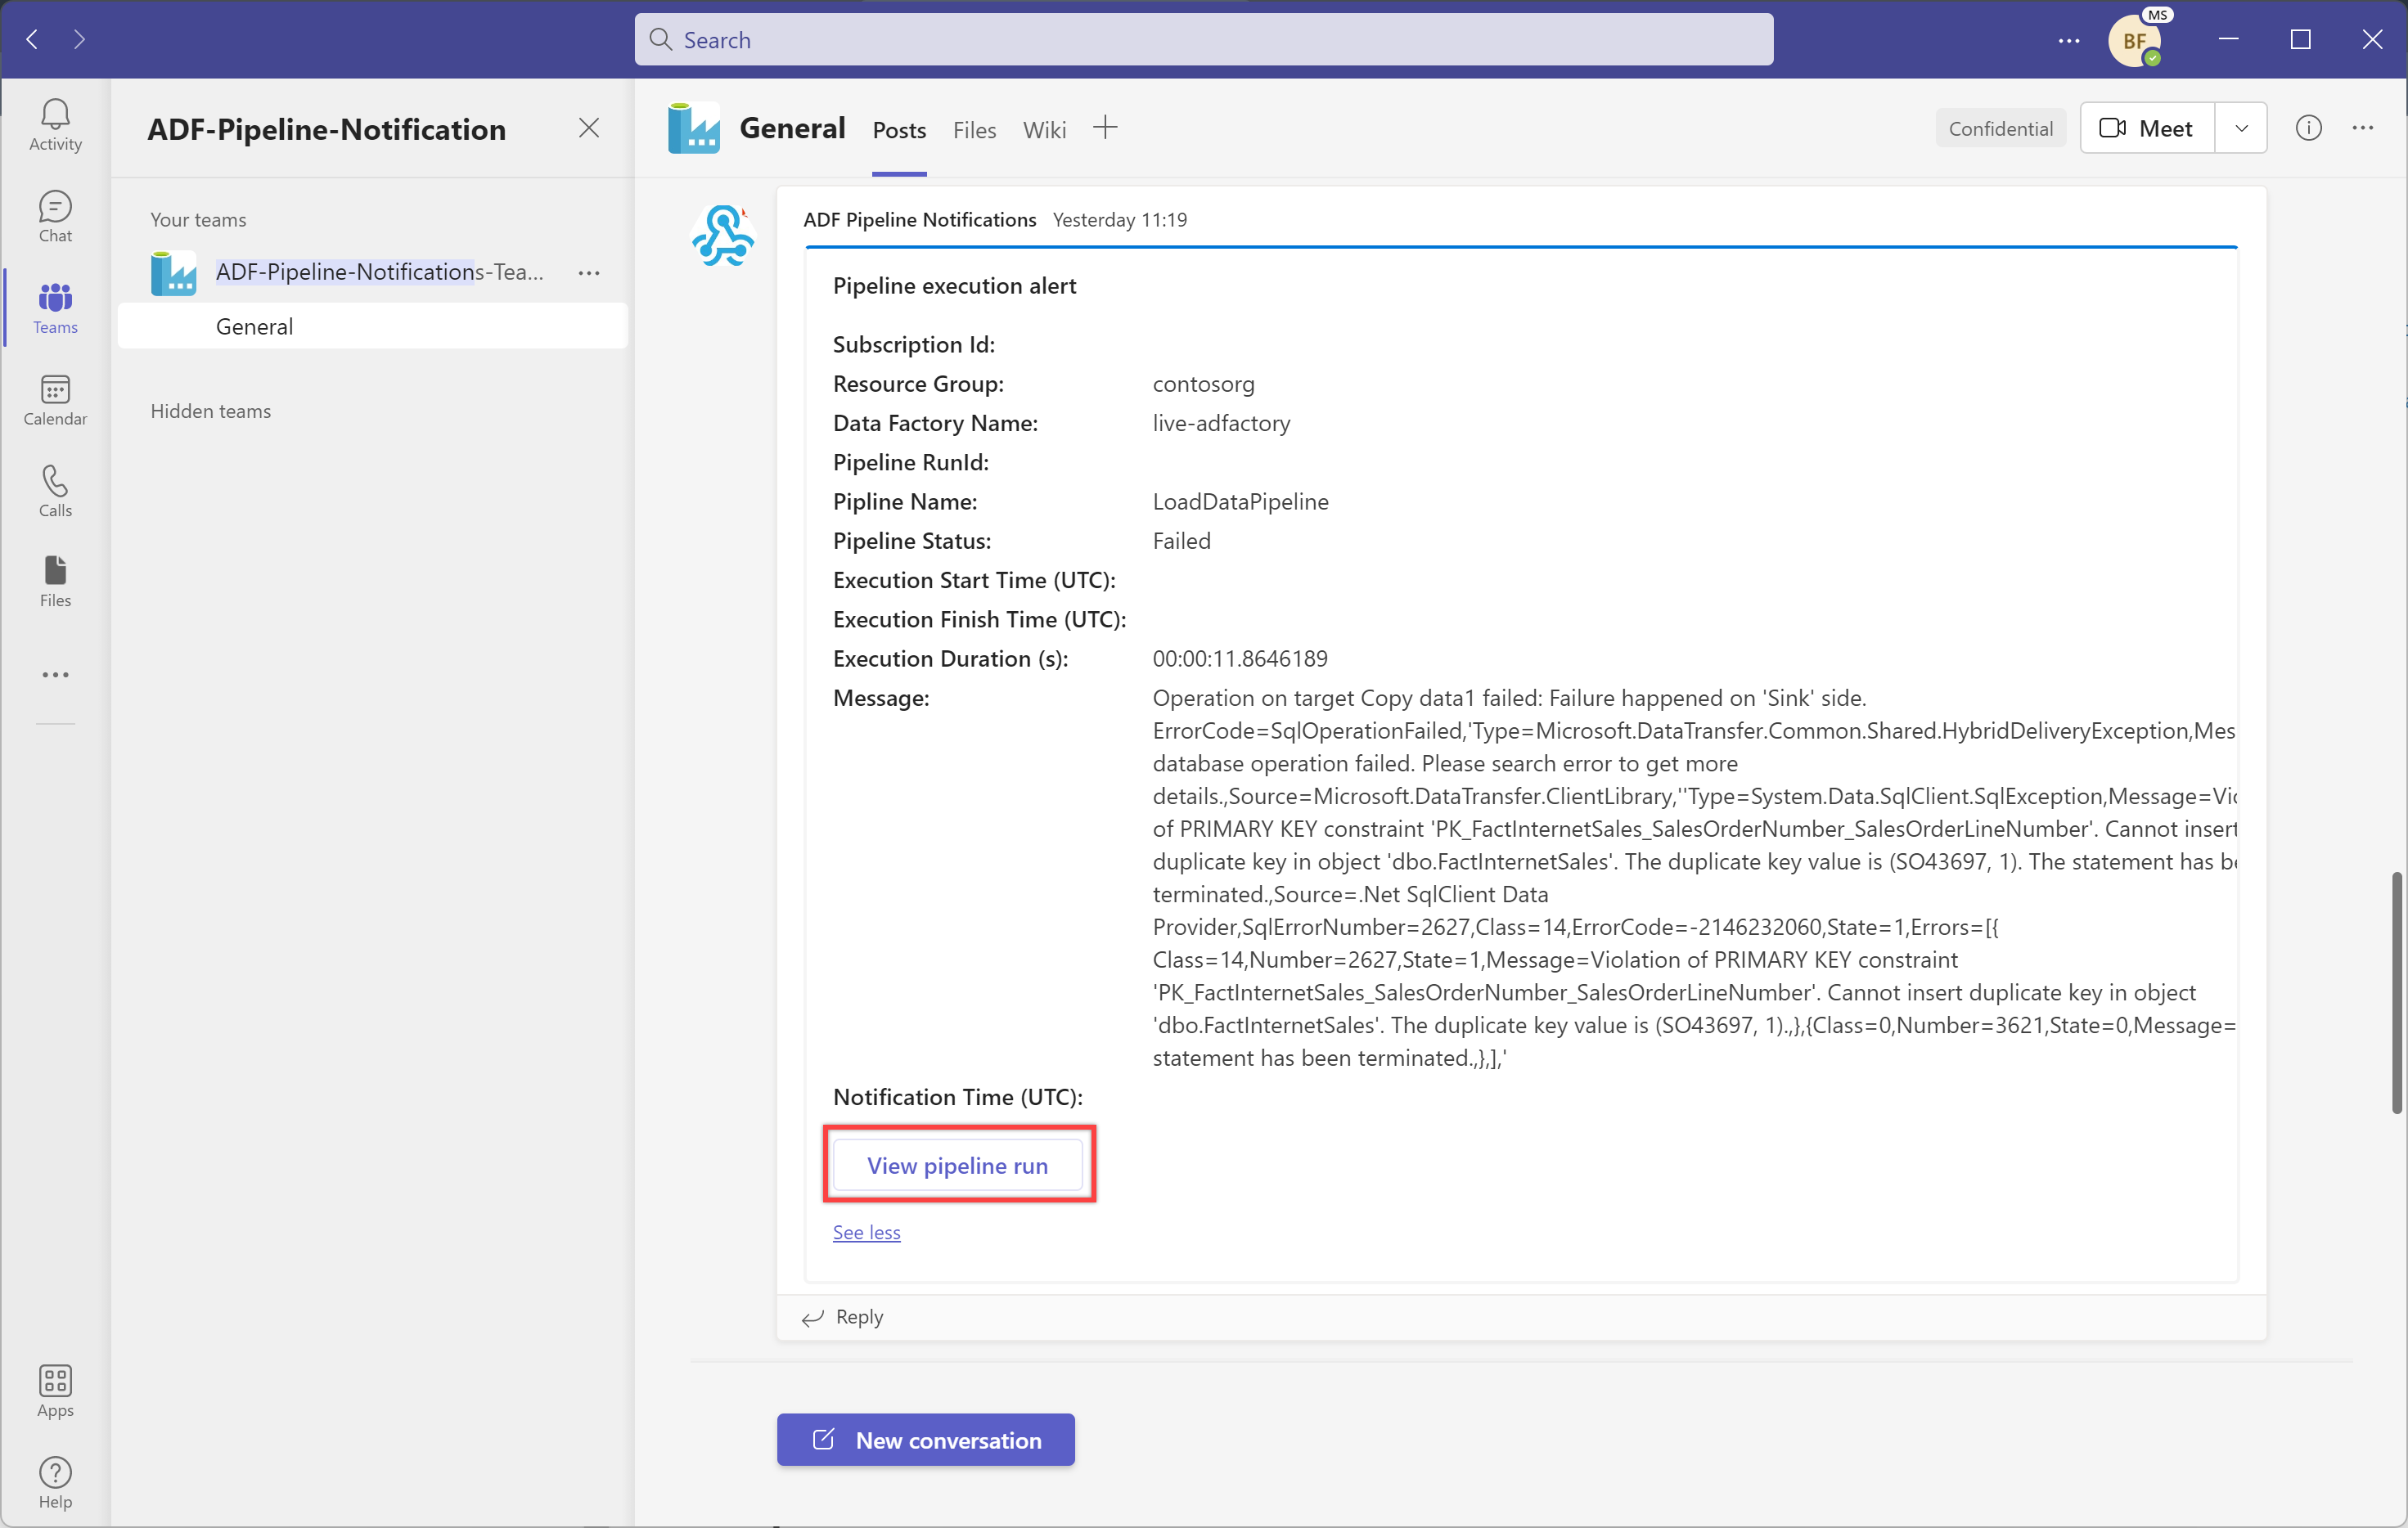 Search
MS
BF
Activity
Chat
Teams
Calendar
Calls
Files
Apps
Help
ADF-Pipeline-Notification
Your teams
ADF-Pipeline-Notifications-Tea...
General
Hidden teams
General Posts Files Wiki
Confidential
Meet
ADF Pipeline Notifications Yesterday 11:19
Pipeline execution alert
Subscription Id:
Resource Group: contosorg
Data Factory Name: live-adfactory
Pipeline RunId:
Pipline Name: LoadDataPipeline
Pipeline Status: Failed
Execution Start Time (UTC):
Execution Finish Time (UTC):
Execution Duration (s): 00:00:11.8646189
Message: Operation on target Copy data1 failed: Failure happened on 'Sink' side.
ErrorCode=SqlOperationFailed,'Type=Microsoft.DataTransfer.Common.Shared.HybridDeliveryException,Mes
database operation failed. Please search error to get more
details.,Source=Microsoft.DataTransfer.ClientLibrary,''Type=System.Data.SqlClient.SqlException,Message=Vio
of PRIMARY KEY constraint 'PK_FactInternetSales_SalesOrderNumber_SalesOrderLineNumber'. Cannot insert
duplicate key in object 'dbo.FactInternetSales'. The duplicate key value is (SO43697, 1). The statement has be
terminated.,Source=.Net SqlClient Data
Provider,SqlErrorNumber=2627,Class=14,ErrorCode=-2146232060,State=1,Errors=[{
Class=14,Number=2627,State=1,Message=Violation of PRIMARY KEY constraint
'PK_FactInternetSales_SalesOrderNumber_SalesOrderLineNumber'. Cannot insert duplicate key in object
'dbo.FactInternetSales'. The duplicate key value is (SO43697, 1).,},{Class=0,Number=3621,State=0,Message=
statement has been terminated.,},],'
Notification Time (UTC):
View pipeline run
See less
Reply
New conversation